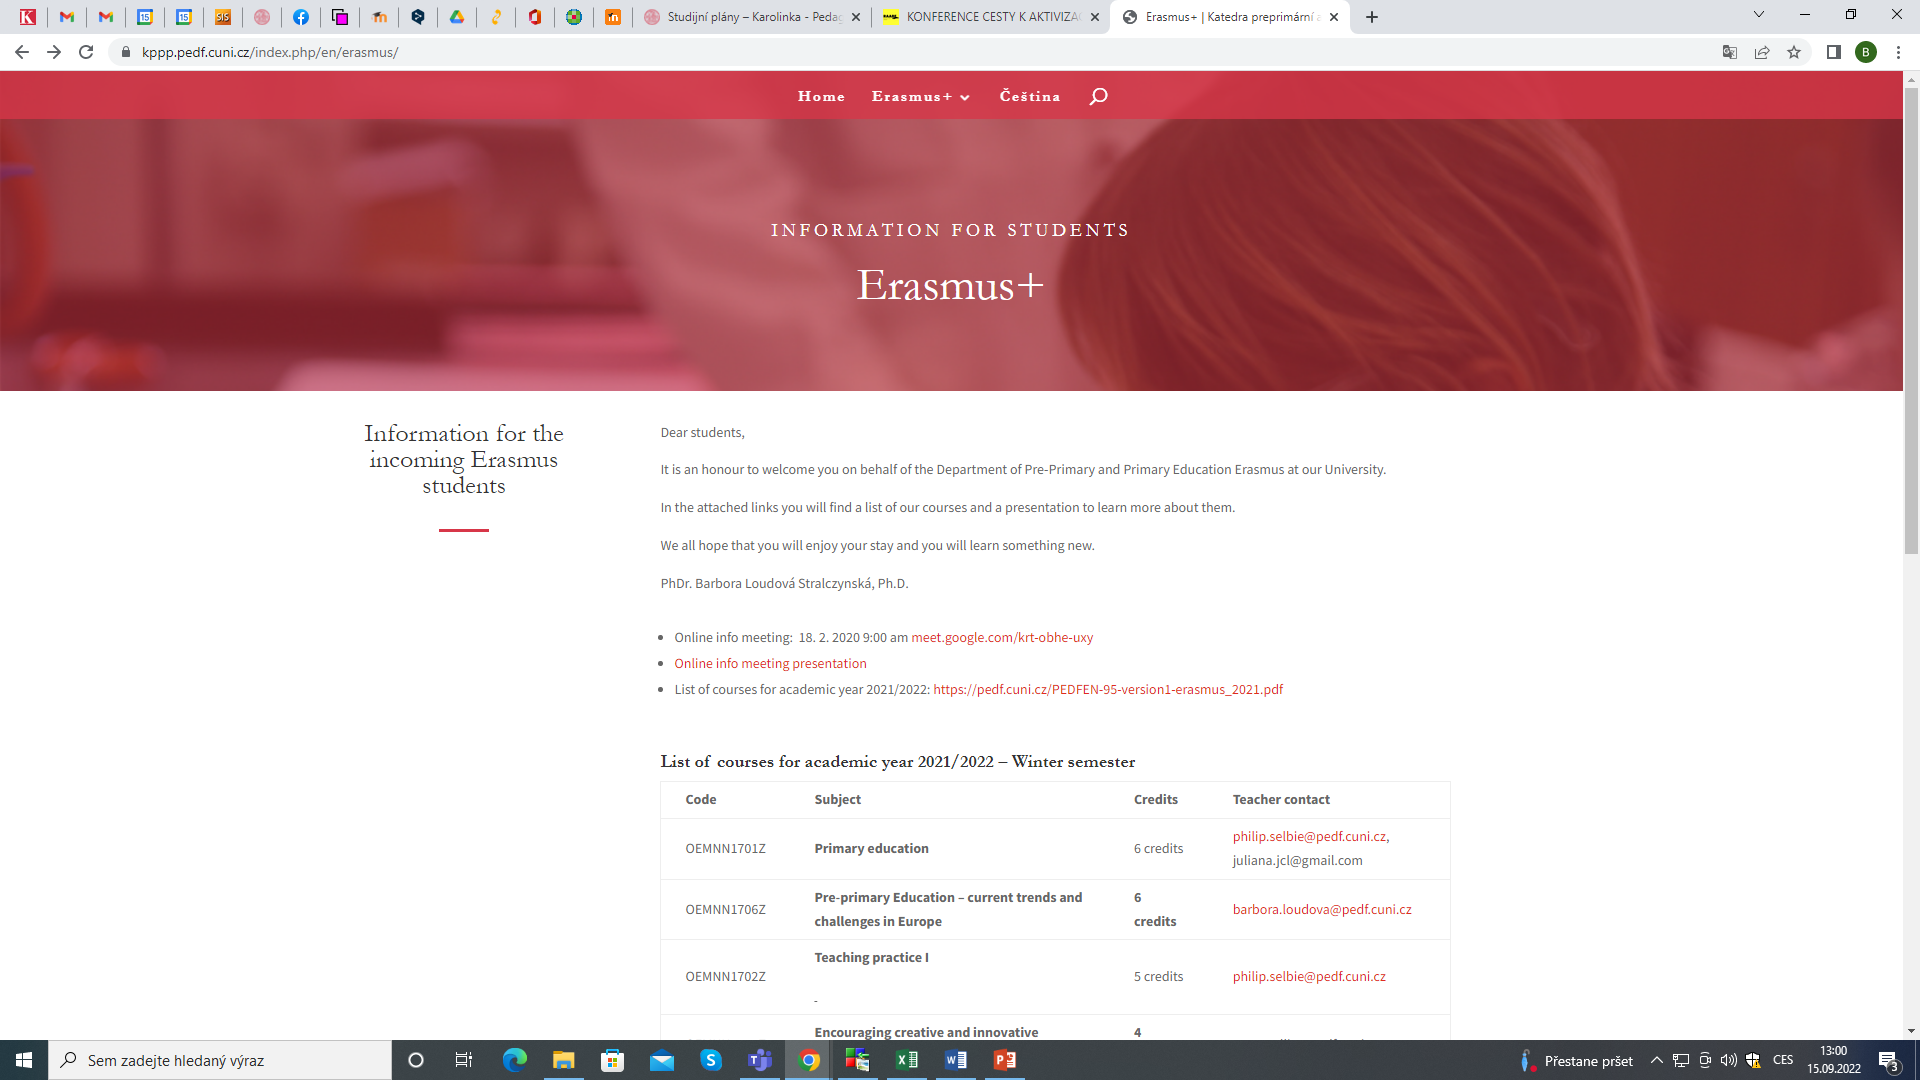 Studijní plány – Karolinka - Peda
KONFERENCE CESTY K AKTIVIZA
Erasmus+ | Katedra preprimární a
kppp.pedf.cuni.cz/index.php/en/erasmus/
B
Home
Erasmus+
Čeština
INFORMATION FOR STUDENTS
Erasmus+
Information for the
incoming Erasmus
students
Dear students,
It is an honour to welcome you on behalf of the Department of Pre-Primary and Primary Education Erasmus at our University.
In the attached links you will find a list of our courses and a presentation to learn more about them.
We all hope that you will enjoy your stay and you will learn something new.
PhDr. Barbora Loudová Stralczynská, Ph.D.
Online info meeting: 18. 2. 2020 9:00 am meet.google.com/krt-obhe-uxy
Online info meeting presentation
List of courses for academic year 2021/2022: https://pedf.cuni.cz/PEDFEN-95-version1-erasmus_2021.pdf
List of courses for academic year 2021/2022 – Winter semester
Code Subject Credits Teacher contact
OEMNN1701Z Primary education 6 credits philip.selbie@pedf.cuni.cz,
juliana.jcl@gmail.com
OEMNN1706Z Pre-primary Education – current trends and
challenges in Europe 6
credits barbora.loudova@pedf.cuni.cz
OEMNN1702Z Teaching practice I
- 5 credits philip.selbie@pedf.cuni.cz
Encouraging creative and innovative 4
Sem zadejte hledaný výraz
Přestane pršet
CES
13:00
15.09.2022
3